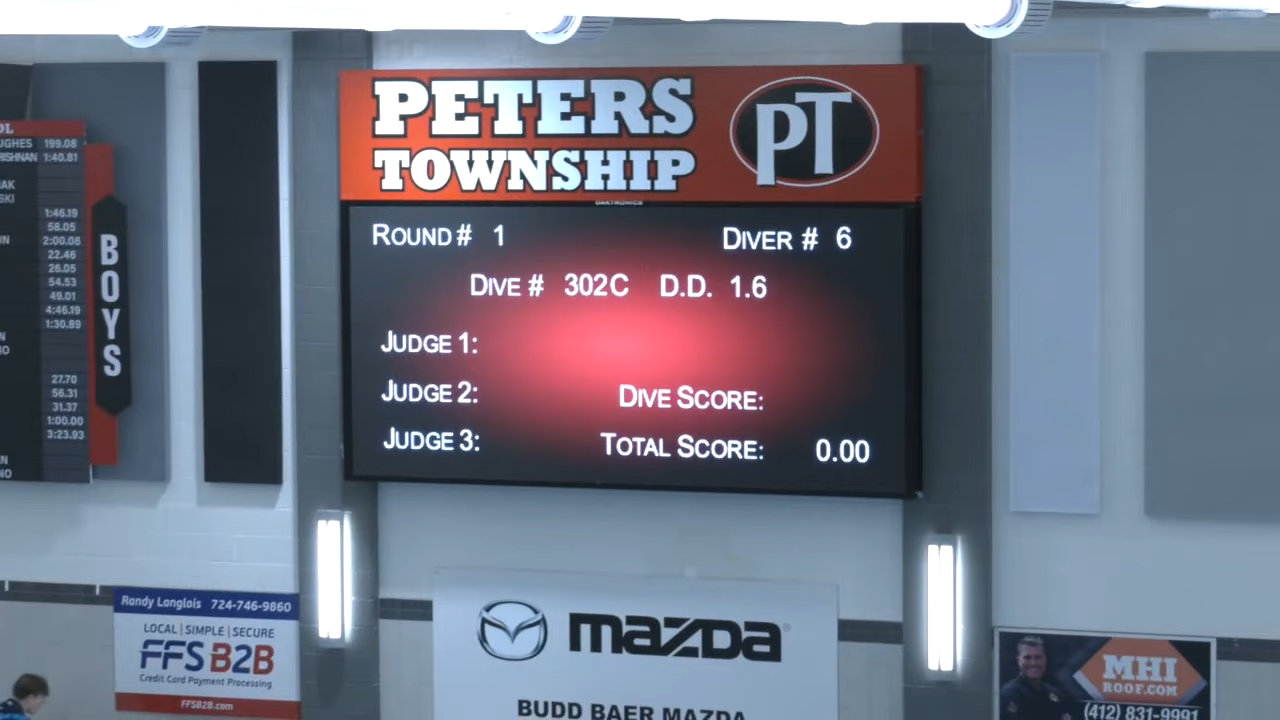 PETERS
TOWNSHIP
PT
DAKTRONICS
ROUND # 1
DIVER # 6
DIVE # 302C D.D. 1.6
JUDGE 1:
JUDGE 2:
DIVE SCORE:
JUDGE 3:
TOTAL SCORE: 0.00
199.08
1:40.81
1:46.19
58.05
2:00.08
22.46
26.05
54.53
49.01
4:46.19
1:30.89
27.70
56.31
31.37
1:00.00
3:23.93
BOYS
Randy Langlois 724-746-9860
LOCAL | SIMPLE | SECURE
FFS B2B
Credit Card Payment Processing
FFSB2B.com
mazda
BUDD BAER MAZDA
MHI
ROOF.COM
(412) 831-9991